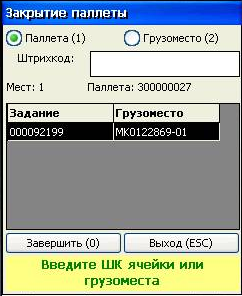 Закрытие паллеты
Паллета (1) Грузоместо (2)
Штрихкод:
Мест: 1 Паллета: 300000027
Задание Грузоместо
000092199 МК0122869-01
Завершить (0) Выход (ESC)
Введите ШК ячейки или
грузоместа